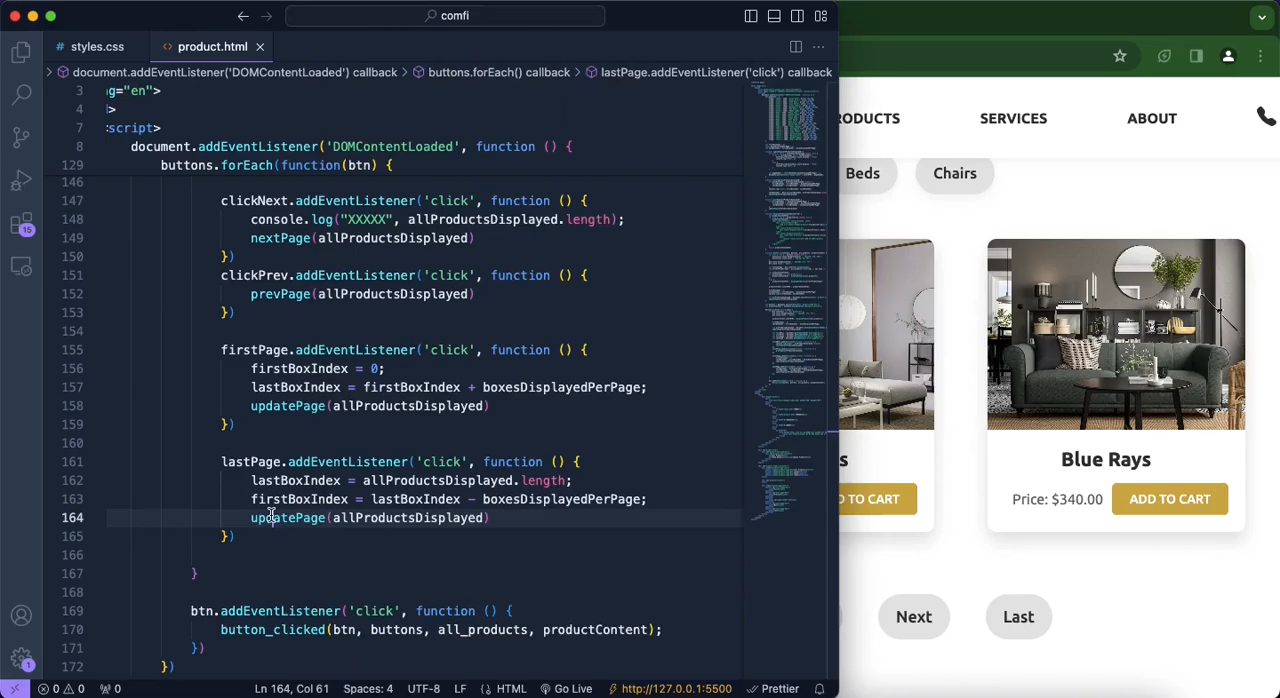 comfi
# styles.css
<> product.html
document.addEventListener('DOMContentLoaded') callback > buttons.forEach() callback > lastPage.addEventListener('click') callback
3 g="en">
4 >
7 script>
8 document.addEventListener('DOMContentLoaded', function () {
129 buttons.forEach(function(btn) {
146
147 clickNext.addEventListener('click', function () {
148 console.log("XXXXX", allProductsDisplayed.length);
149 nextPage(allProductsDisplayed)
150 })
151 clickPrev.addEventListener('click', function () {
152 prevPage(allProductsDisplayed)
153 })
154
155 firstPage.addEventListener('click', function () {
156 firstBoxIndex = 0;
157 lastBoxIndex = firstBoxIndex + boxesDisplayedPerPage;
158 updatePage(allProductsDisplayed)
159 })
160
161 lastPage.addEventListener('click', function () {
162 lastBoxIndex = allProductsDisplayed.length;
163 firstBoxIndex = lastBoxIndex - boxesDisplayedPerPage;
164 updatePage(allProductsDisplayed)
165 })
166
167 }
168
169 btn.addEventListener('click', function () {
170 button_clicked(btn, buttons, all_products, productContent);
171 })
172 })
15
1
0 0 0
Ln 164, Col 61
Spaces: 4
UTF-8
LF
HTML
Go Live
http://127.0.0.1:5500
Prettier
ODUCTS
SERVICES
ABOUT
Beds
Chairs
s
D TO CART
Blue Rays
Price: $340.00
ADD TO CART
Next
Last